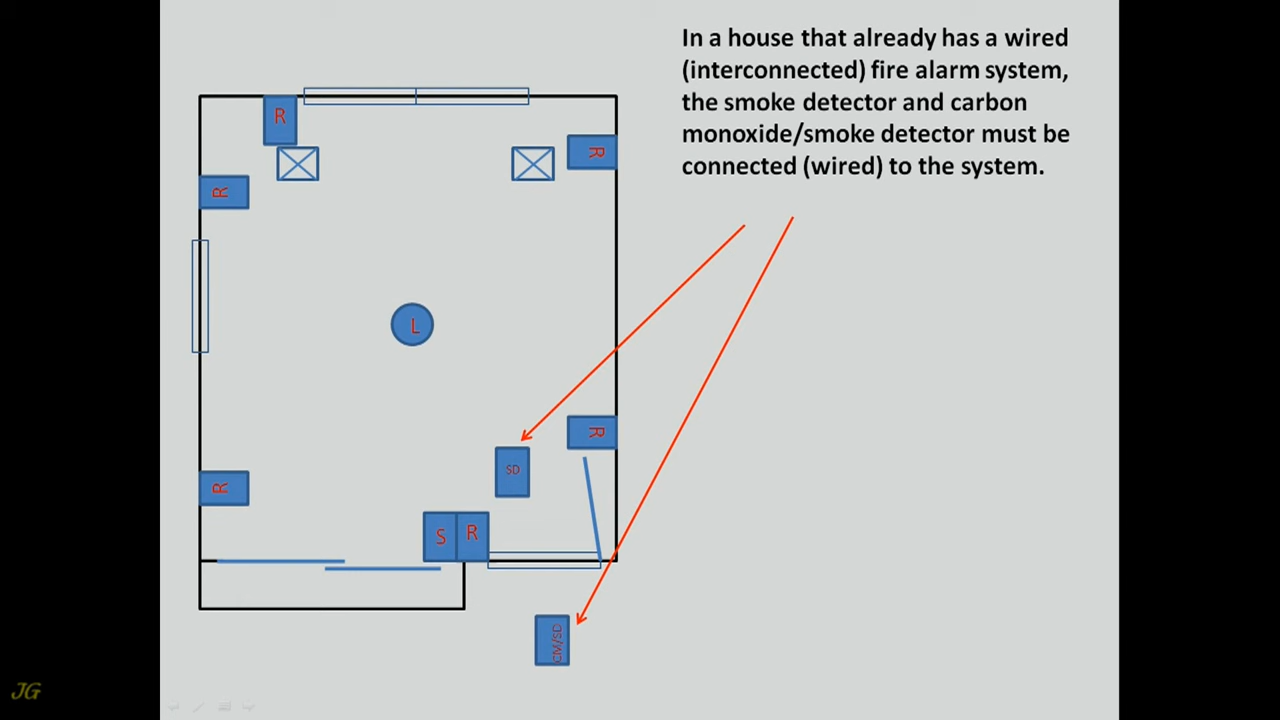 In a house that already has a wired
(interconnected) fire alarm system,
the smoke detector and carbon
monoxide/smoke detector must be
connected (wired) to the system.
R
R
R
L
R
SD
R
S R
CM/SD
JG